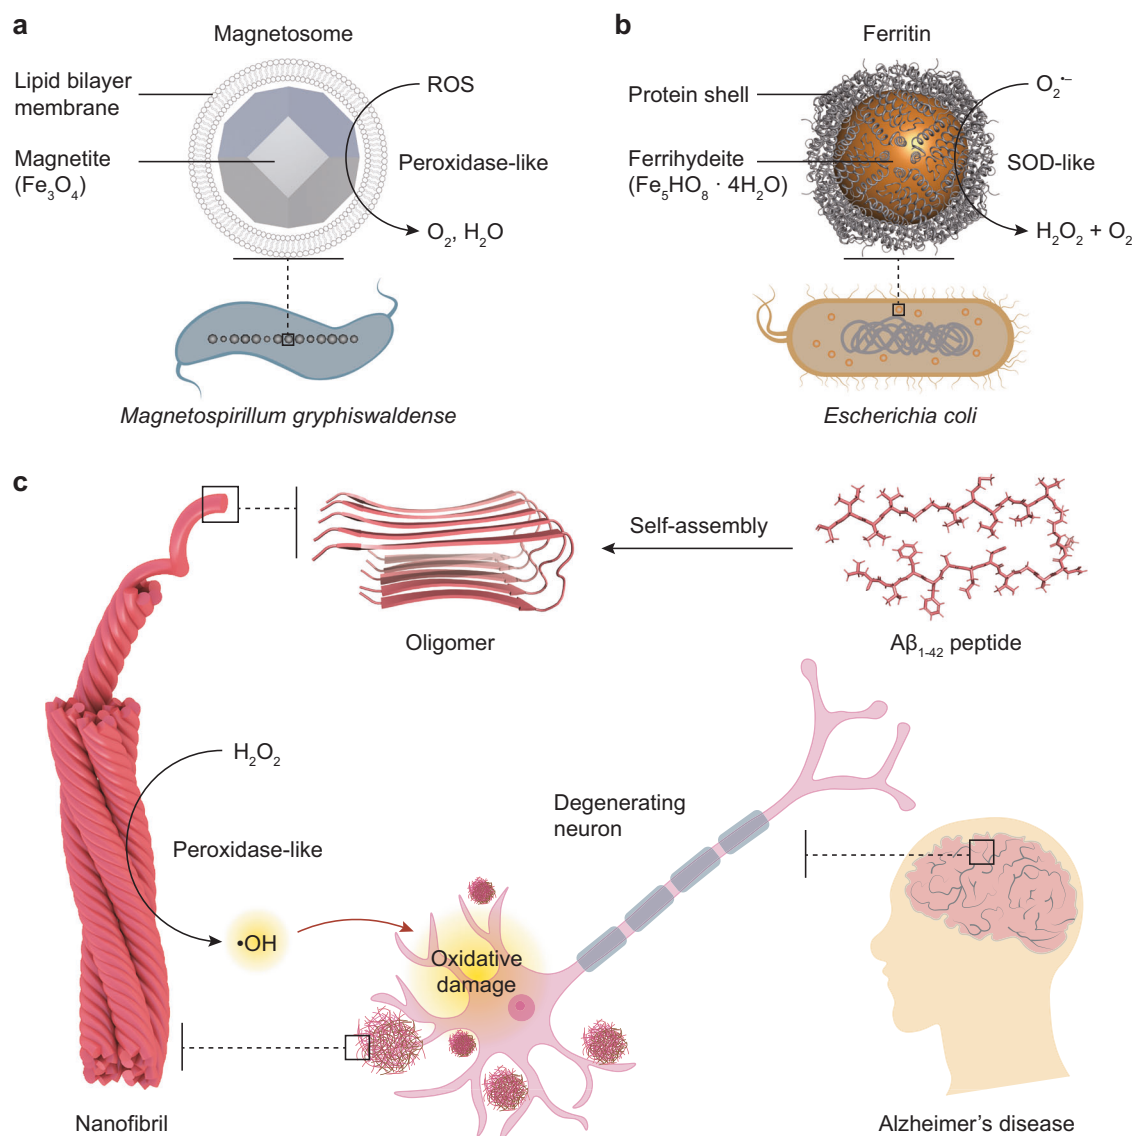 a
Magnetosome
Lipid bilayer
membrane
ROS
Magnetite
(Fe₃O₄)
Peroxidase-like
O₂, H₂O
Magnetospirillum gryphiswaldense
b
Ferritin
Protein shell
O₂•–
Ferrihydeite
(Fe₅HO₈ · 4H₂O)
SOD-like
H₂O₂ + O₂
Escherichia coli
c
Self-assembly
Oligomer
Aβ₁₋₄₂ peptide
H₂O₂
Degenerating
neuron
Peroxidase-like
•OH
Oxidative
damage
Nanofibril
Alzheimer’s disease